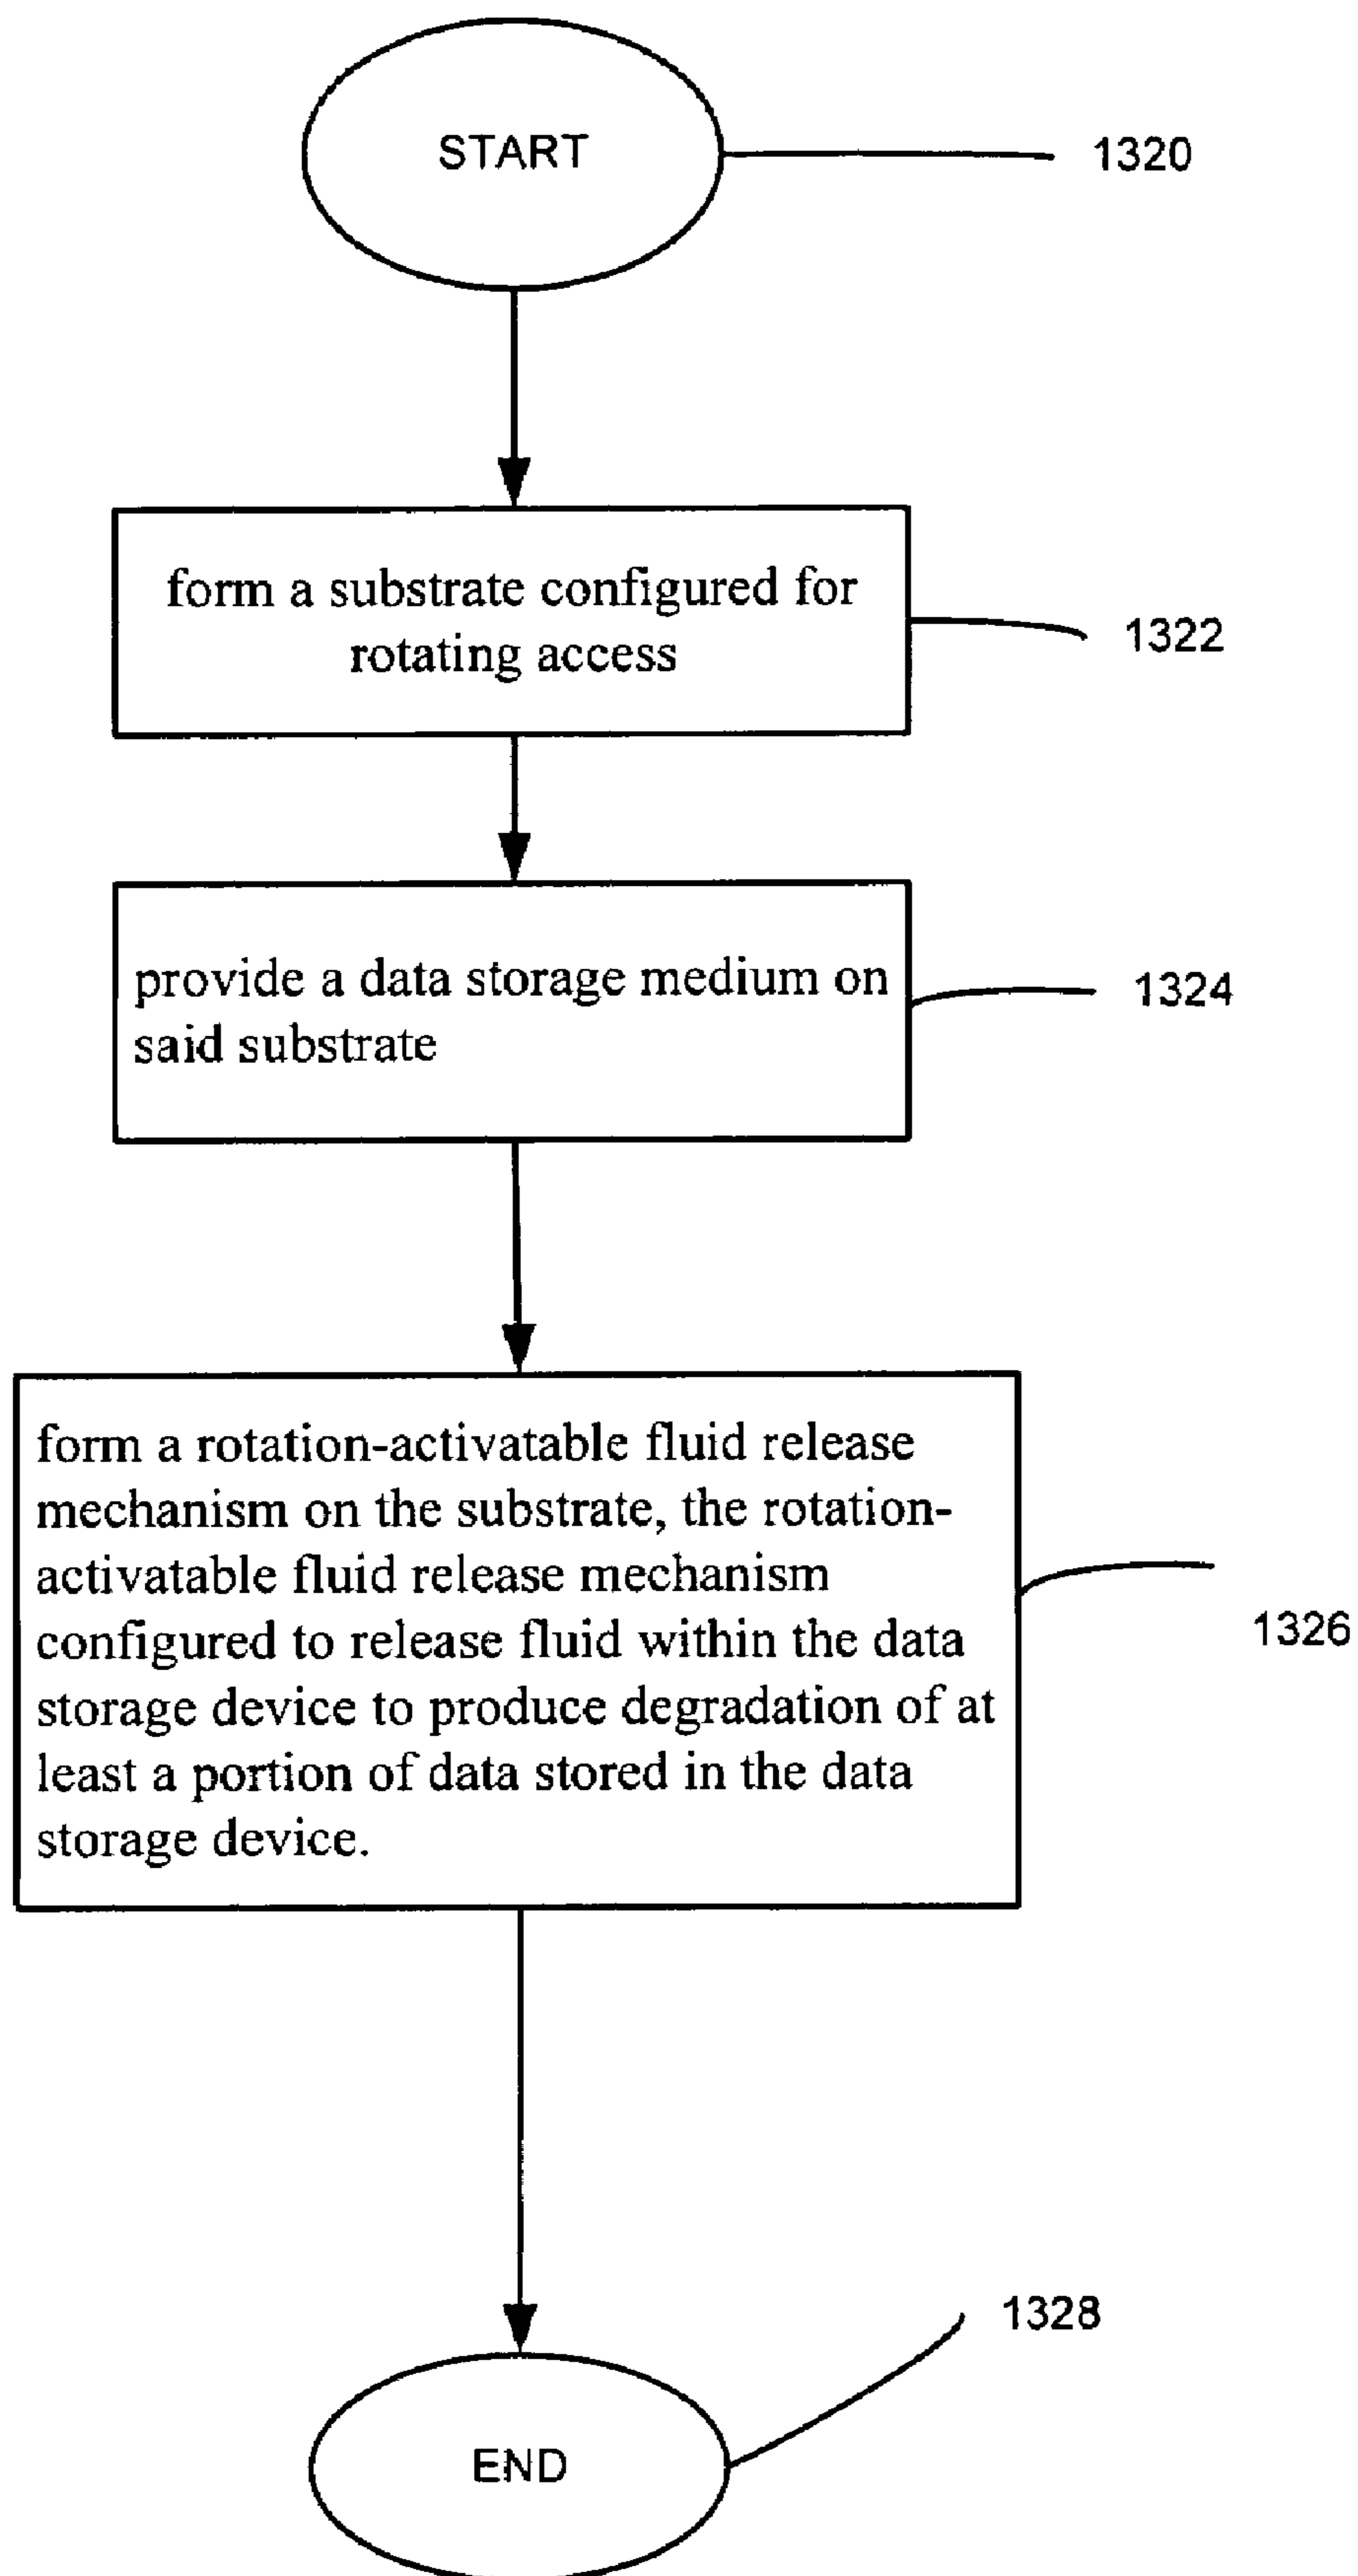 START
1320
form a substrate configured for
rotating access
1322
provide a data storage medium on
said substrate
1324
form a rotation-activatable fluid release
mechanism on the substrate, the rotation-
activatable fluid release mechanism
configured to release fluid within the data
storage device to produce degradation of at
least a portion of data stored in the data
storage device.
1326
1328
END